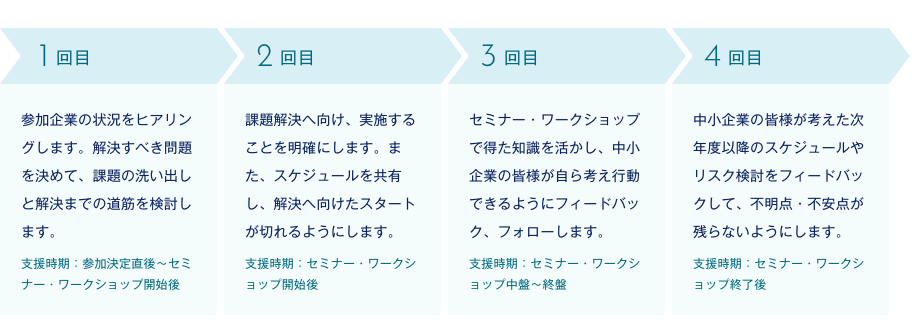 1 回目
参加企業の状況をヒアリン
グします。解決すべき問題
を決めて、課題の洗い出し
と解決までの道筋を検討し
ます。
支援時期：参加決定直後～セミ
ナー・ワークショップ開始後
2 回目
課題解決へ向け、実施する
ことを明確にします。ま
た、スケジュールを共有
し、解決へ向けたスタート
が切れるようにします。
支援時期：セミナー・ワークシ
ョップ開始後
3 回目
セミナー・ワークショップ
で得た知識を活かし、中小
企業の皆様が自ら考え行動
できるようにフィードバッ
ク、フォローします。
支援時期：セミナー・ワークシ
ョップ中盤～終盤
4 回目
中小企業の皆様が考えた次
年度以降のスケジュールや
リスク検討をフィードバッ
クして、不明点・不安点が
残らないようにします。
支援時期：セミナー・ワークシ
ョップ終了後